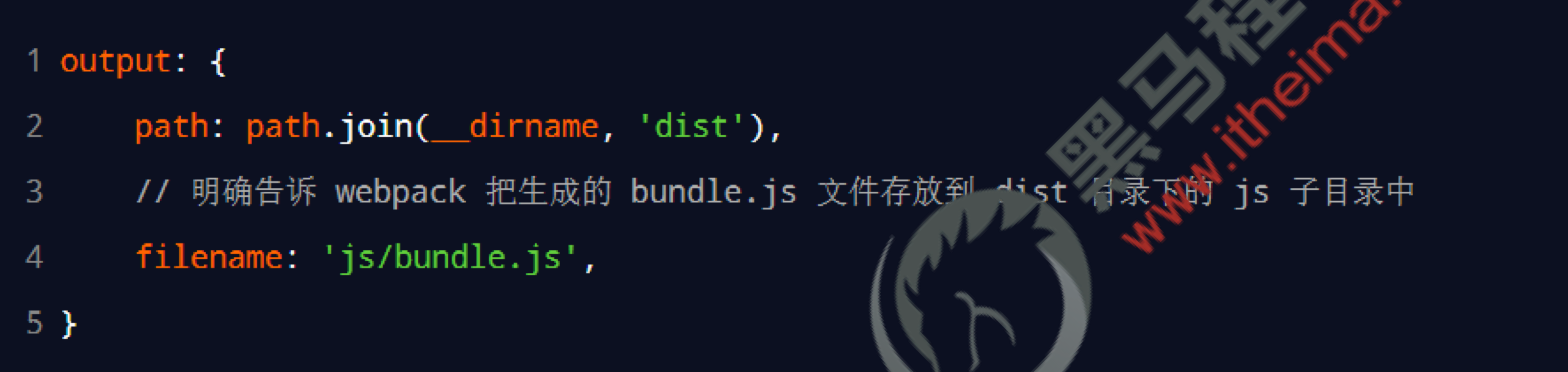 1 output: {
2 path: path.join(__dirname, 'dist'),
3 // 明确告诉 webpack 把生成的 bundle.js 文件存放到 dist 目录下的 js 子目录中
4 filename: 'js/bundle.js',
5 }
黑马程
www.itheima.